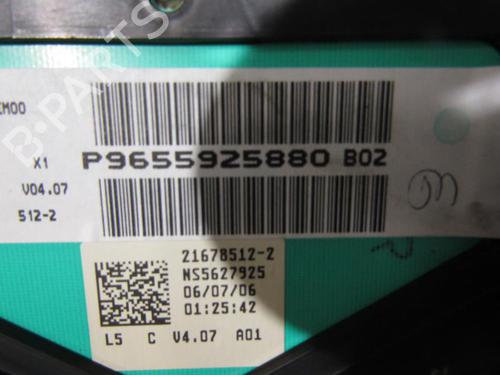 CM00
X1
P9655925880 B02
V04.07
512-2
21678512-2
NS5627925
06/07/06
01:25:42
L5 C V4.07 A01
B-PARTS